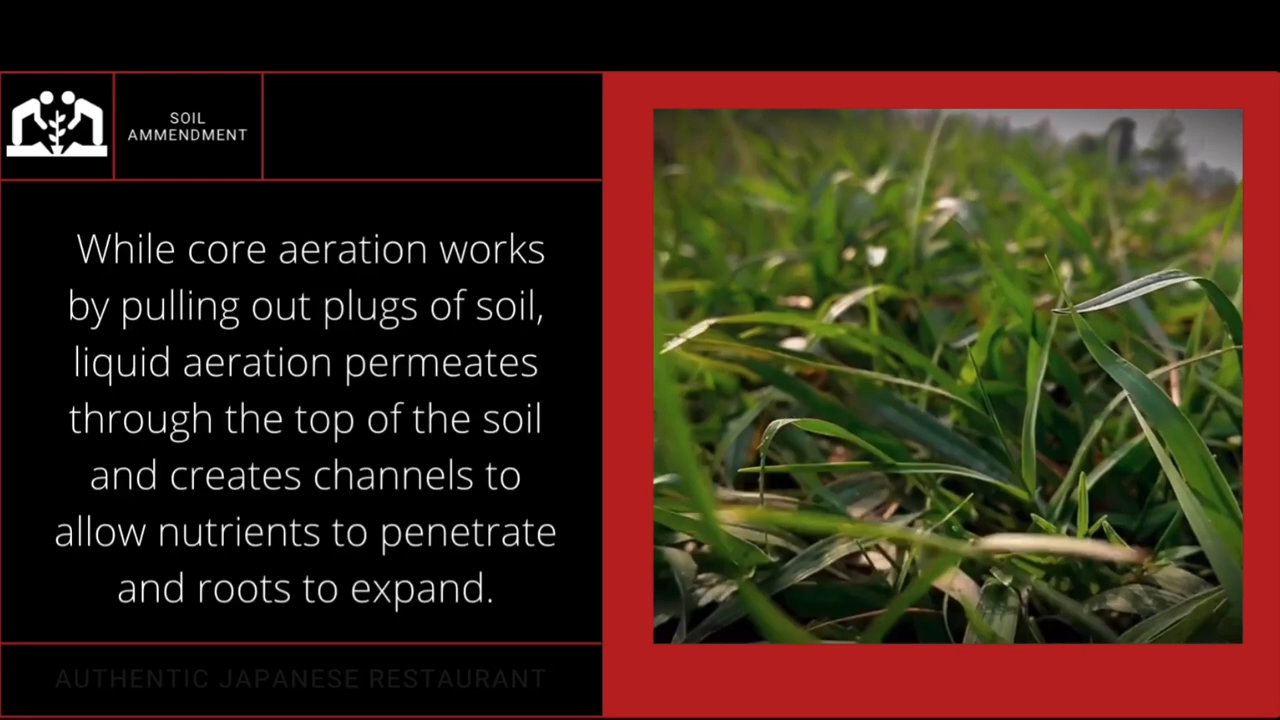 SOIL
AMMENDMENT
While core aeration works
by pulling out plugs of soil,
liquid aeration permeates
through the top of the soil
and creates channels to
allow nutrients to penetrate
and roots to expand.
AUTHENTIC JAPANESE RESTAURANT